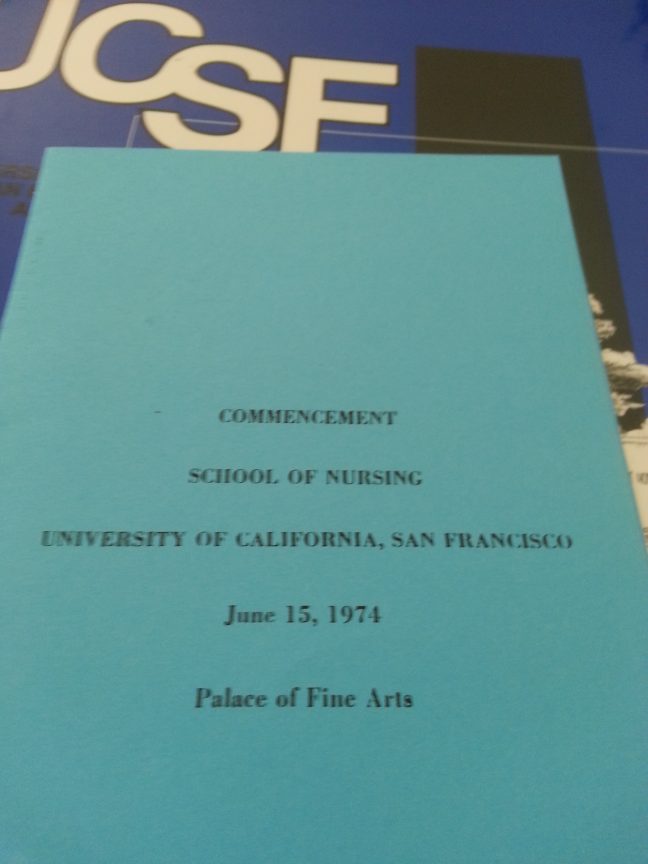 UCSF
COMMENCEMENT
SCHOOL OF NURSING
UNIVERSITY OF CALIFORNIA, SAN FRANCISCO
June 15, 1974
Palace of Fine Arts